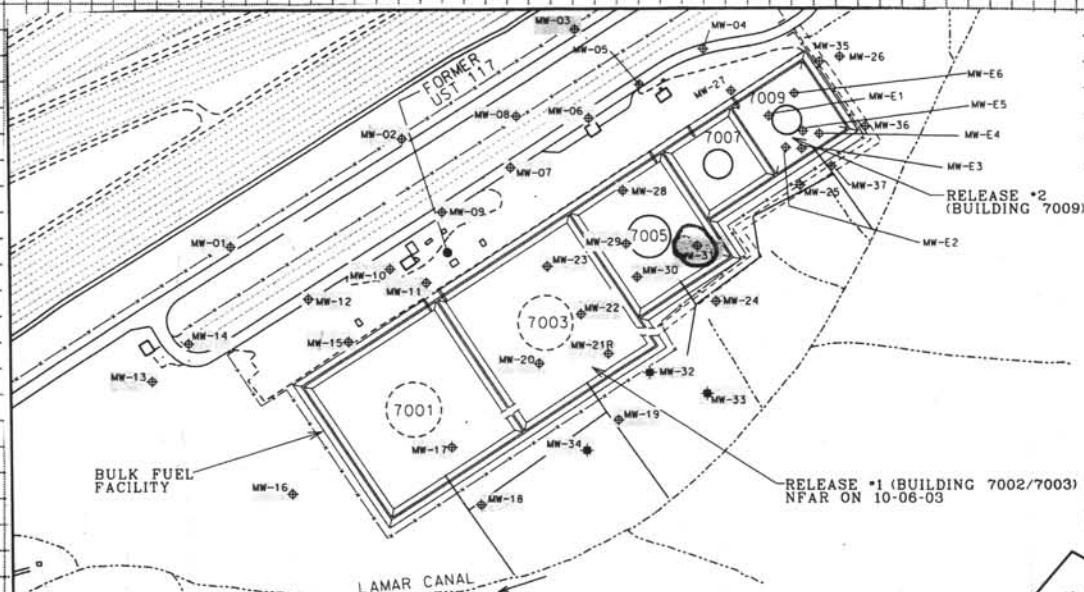 MW-03
MW-04
MW-05
MW-35
MW-26
FORMER
UST 117
MW-27
7009
MW-E6
MW-E1
MW-E5
MW-08
MW-06
MW-36
MW-02
7007
MW-E4
MW-07
MW-E3
MW-28
MW-25
MW-37
RELEASE *2
(BUILDING 7009)
MW-09
MW-01
MW-29
7005
MW-31
MW-E2
MW-10
MW-23
MW-30
MW-11
MW-12
MW-24
MW-22
7003
MW-14
MW-15
MW-21R
MW-20
MW-32
MW-13
MW-33
7001
MW-19
MW-17
MW-34
BULK FUEL
FACILITY
MW-16
RELEASE *1 (BUILDING 7002/7003)
NFAR ON 10-06-03
MW-18
LAMAR CANAL